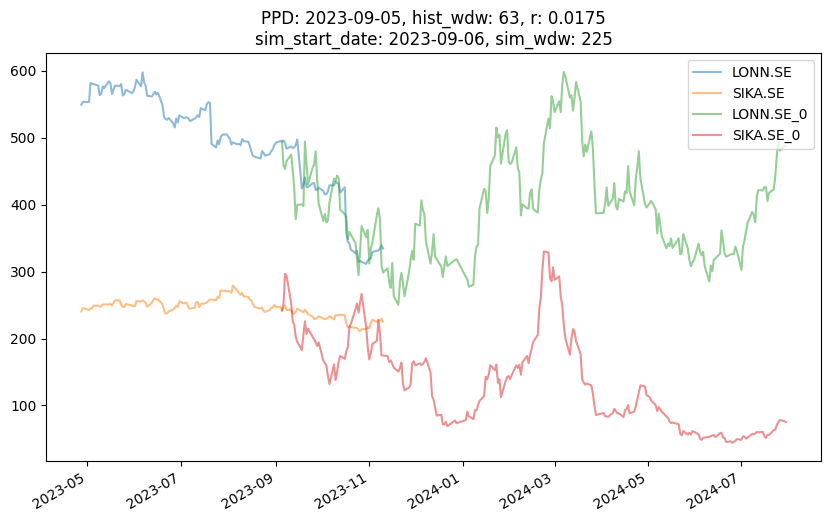 PPD: 2023-09-05, hist_wdw: 63, r: 0.0175
sim_start_date: 2023-09-06, sim_wdw: 225
LONN.SE
SIKA.SE
LONN.SE_0
SIKA.SE_0
600
500
400
300
200
100
2023-05
2023-07
2023-09
2023-11
2024-01
2024-03
2024-05
2024-07